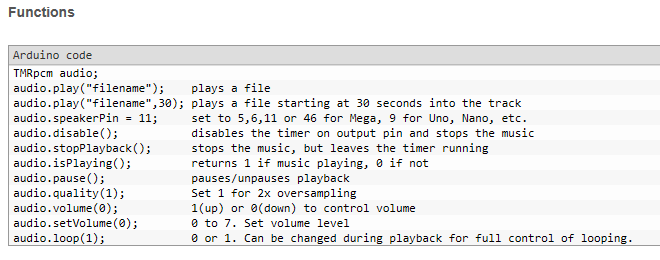 Functions
Arduino code
TMRpcm audio;
audio.play("filename");    plays a file
audio.play("filename",30); plays a file starting at 30 seconds into the track
audio.speakerPin = 11;     set to 5,6,11 or 46 for Mega, 9 for Uno, Nano, etc.
audio.disable();           disables the timer on output pin and stops the music
audio.stopPlayback();      stops the music, but leaves the timer running
audio.isPlaying();         returns 1 if music playing, 0 if not
audio.pause();             pauses/unpauses playback
audio.quality(1);          Set 1 for 2x oversampling
audio.volume(0);           1(up) or 0(down) to control volume
audio.setVolume(0);        0 to 7. Set volume level
audio.loop(1);             0 or 1. Can be changed during playback for full control of looping.